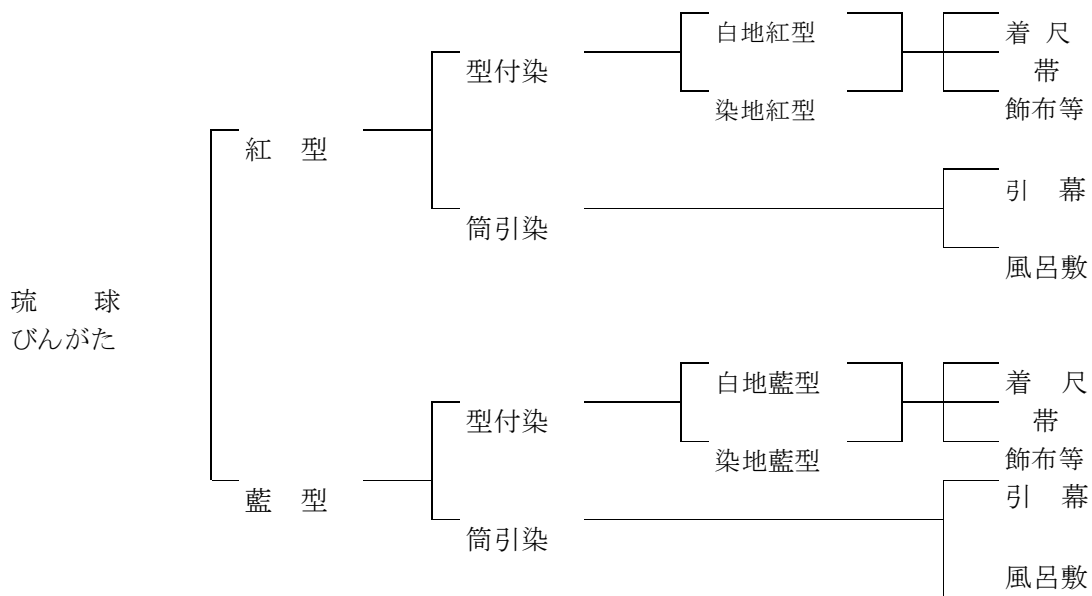 白地紅型
着 尺
型付染
帯
染地紅型
飾布等
紅 型
引 幕
筒引染
風呂敷
琉 球
びんがた
白地藍型
着 尺
型付染
帯
染地藍型
飾布等
藍 型
引 幕
筒引染
風呂敷